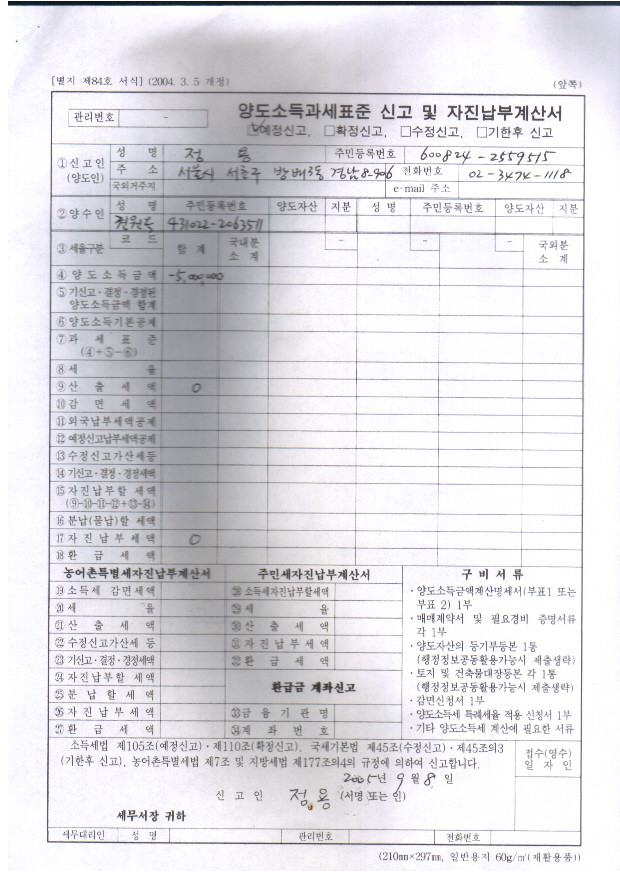 [별지 제84호 서식] (2004. 3. 5 개정)
(앞쪽)
관리번호 -
양도소득과세표준 신고 및 자진납부계산서
☑예정신고, □확정신고, □수정신고, □기한후 신고
①신고인 (양도인)
성 명 정 용 주민등록번호 600824-2559515
주 소 서울시 서초구 방배3동 경남8-906 전화번호 02-3474-1118
국외거주지 e-mail 주소
②양수인
성 명 주민등록번호 양도자산 지분 성 명 주민등록번호 양도자산 지분
431022-2063511
③세율구분 코 드 합 계 국내분 소 계 - - - 국외분 소 계
④양도소득금액 -5,000,000
⑤기신고·결정·경정된 양도소득금액 합계
⑥양도소득기본공제
⑦과 세 표 준 (④+⑤-⑥)
⑧세 율
⑨산 출 세 액 0
⑩감 면 세 액
⑪외국납부세액공제
⑫예정신고납부세액공제
⑬수정신고가산세등
⑭기신고·결정·경정세액
⑮자진납부할 세액 (⑨-⑩-⑪-⑫+⑬-⑭)
⑯분납(물납)할 세액
⑰자진납부세액 0
⑱환 급 세 액
농어촌특별세자진납부계산서
⑲소득세 감면세액
⑳세 율
㉑산 출 세 액
㉒수정신고가산세 등
㉓기신고·결정·경정세액
㉔자진납부할 세액
㉕분 납 할 세 액
㉖자진납부세액
㉗환 급 세 액
주민세자진납부계산서
㉘소득세자진납부할세액
㉙세 율
㉚산 출 세 액
㉛자진납부세액
㉜환 급 세 액
환급금 계좌신고
㉝금 융 기 관 명
㉞계 좌 번 호
구 비 서 류
·양도소득금액계산명세서(부표1 또는
부표 2) 1부
·매매계약서 및 필요경비 증명서류
각 1부
·양도자산의 등기부등본 1통
(행정정보공동활용가능시 제출생략)
·토지 및 건축물대장등본 각 1통
(행정정보공동활용가능시 제출생략)
·감면신청서 1부
·양도소득세 특례세율 적용 신청서 1부
·기타 양도소득세 계산에 필요한 서류
소득세법 제105조(예정신고)·제110조(확정신고), 국세기본법 제45조(수정신고)·제45조의3
(기한후 신고), 농어촌특별세법 제7조 및 지방세법 제177조의4의 규정에 의하여 신고합니다.
2005년 9월 8일
신 고 인 정 용 (서명 또는 인)
세무서장 귀하
접수(영수)
일 자 인
세무대리인 성 명 관리번호 전화번호
(210㎜×297㎜, 일반용지 60g/㎡(재활용품))